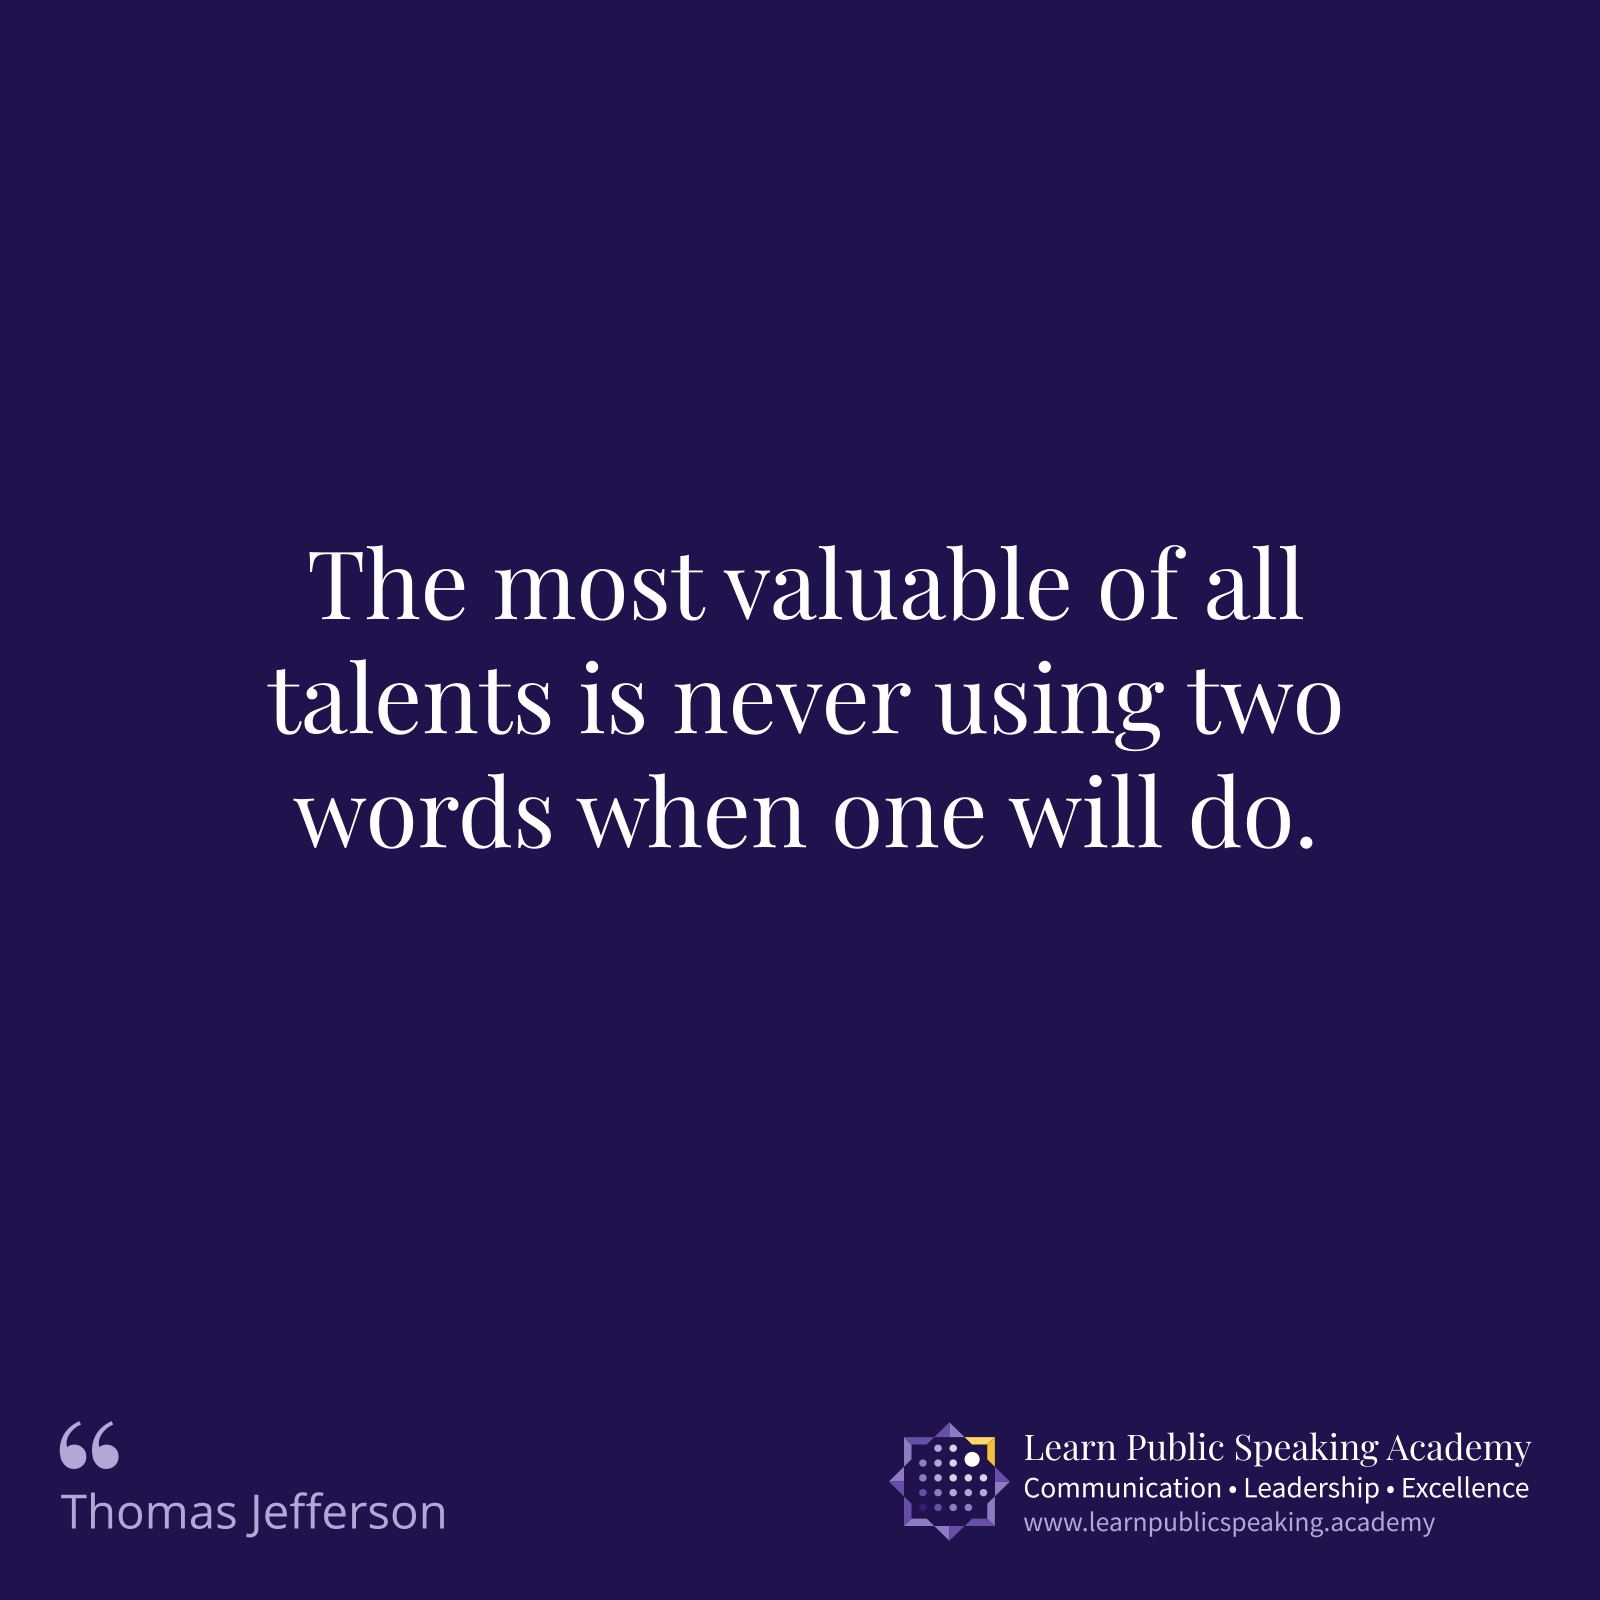 The most valuable of all
talents is never using two
words when one will do.
“
Thomas Jefferson
Learn Public Speaking Academy
Communication • Leadership • Excellence
www.learnpublicspeaking.academy